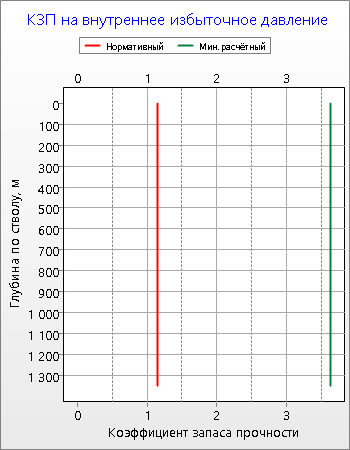 КЗП на внутреннее избыточное давление
Нормативный Мин. расчётный
0 1 2 3
0
100
200
300
400
500
600
700
800
900
1 000
1 100
1 200
1 300
Глубина по стволу, м
0 1 2 3
Коэффициент запаса прочности